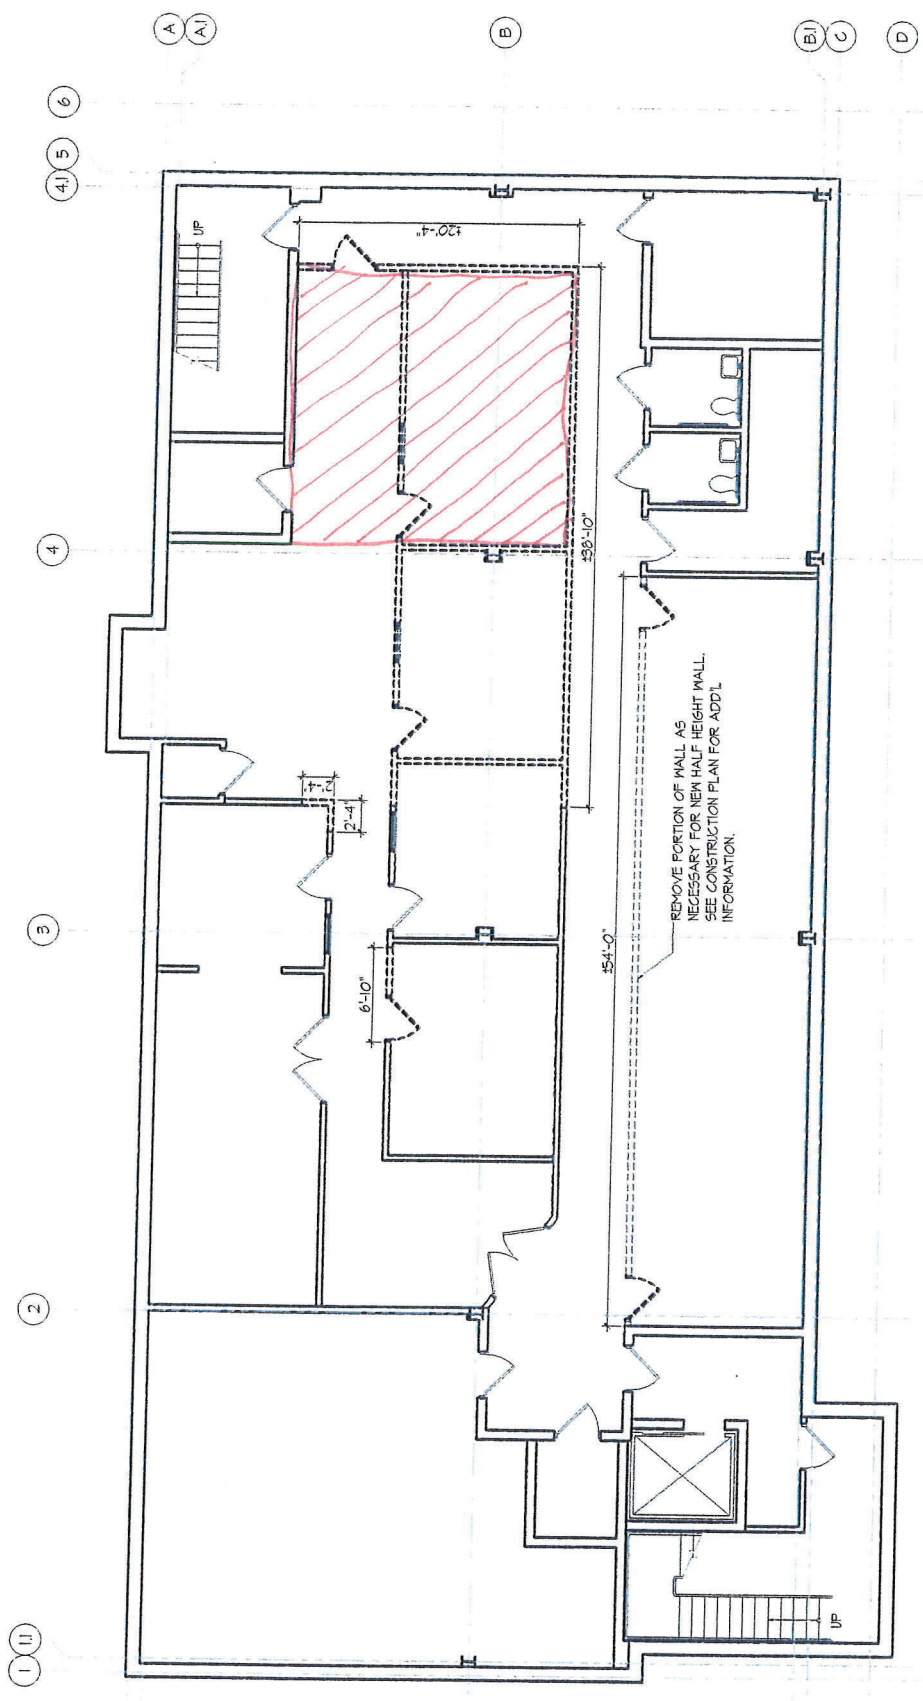 A
A.1
B
B.1
C
D
6
5
4.1
4
3
2
1.1
1
UP
±20'-4"
±38'-10"
2'-4"
2'-4"
6'-10"
±54'-0"
REMOVE PORTION OF WALL AS
NECESSARY FOR NEW HALF HEIGHT WALL.
SEE CONSTRUCTION PLAN FOR ADD'L
INFORMATION.
UP